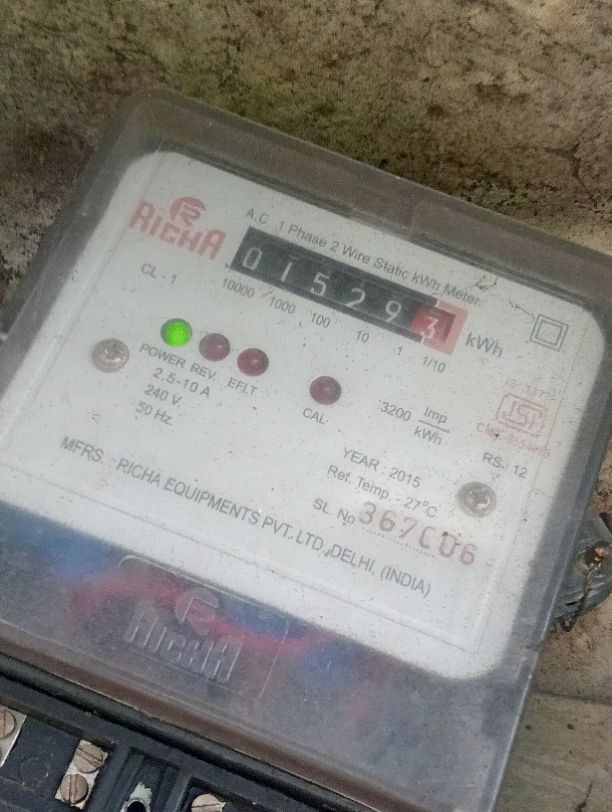 RICHA
A.C 1 Phase 2 Wire Static kWh Meter
015293 kWh
CL - 1
10000 1000 100 10 1 1/10
POWER REV. EFLT
CAL.
3200 Imp/kWh
2.5-10 A
240 V
50 Hz.
RS. 12
YEAR : 2015
Ref. Temp. - 27°C
SL. No
MFRS. : RICHA EQUIPMENTS PVT. LTD. DELHI, (INDIA)
RICHA